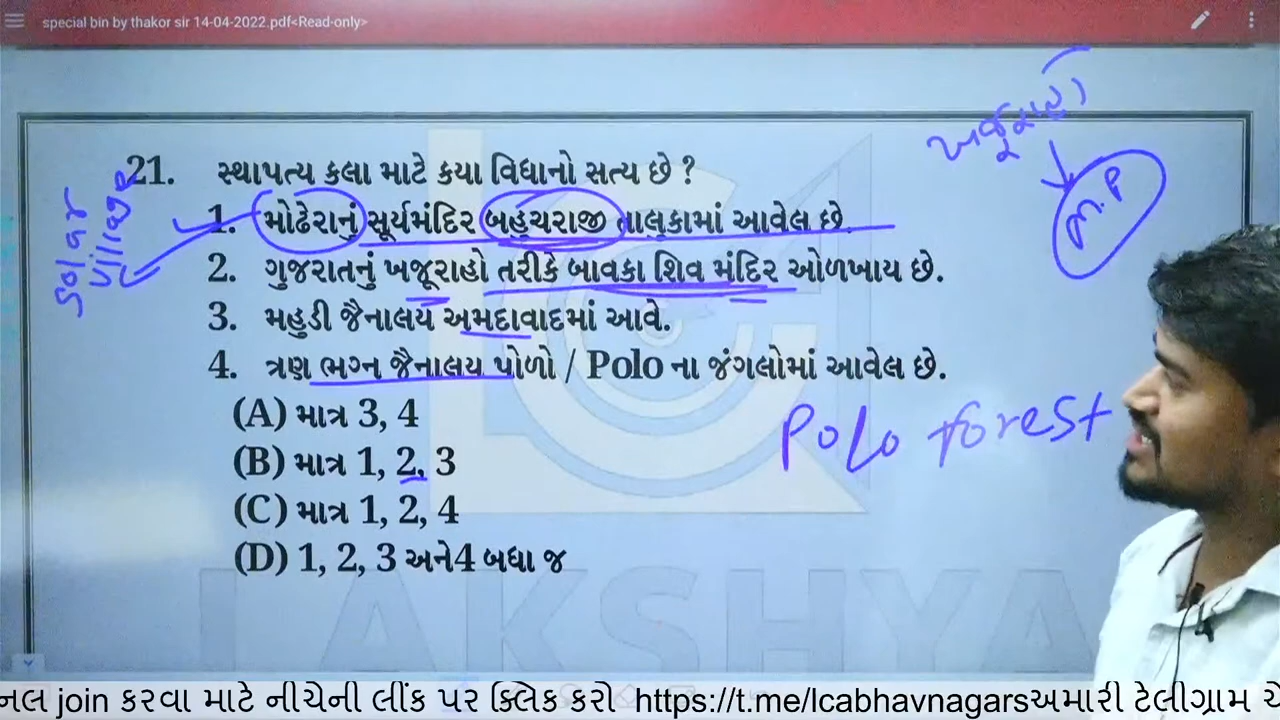 special bin by thakor sir 14-04-2022.pdf<Read-only>
ખજૂરાહો
M.P
Solar Village
21. સ્થાપત્ય કલા માટે કયા વિધાનો સત્ય છે ?
1. મોઢેરાનું સૂર્યમંદિર બહુચરાજી તાલુકામાં આવેલ છે.
2. ગુજરાતનું ખજૂરાહો તરીકે બાવકા શિવ મંદિર ઓળખાય છે.
3. મહુડી જૈનાલય અમદાવાદમાં આવે.
4. ત્રણ ભગ્ન જૈનાલય પોળો / Polo ના જંગલોમાં આવેલ છે.
(A) માત્ર 3, 4
Polo forest
(B) માત્ર 1, 2, 3
(C) માત્ર 1, 2, 4
(D) 1, 2, 3 અને4 બધા જ
LAKSHYA
નલ join કરવા માટે નીચેની લીંક પર ક્લિક કરો https://t.me/lcabhavnagarsઅમારી ટેલીગ્રામ ચે